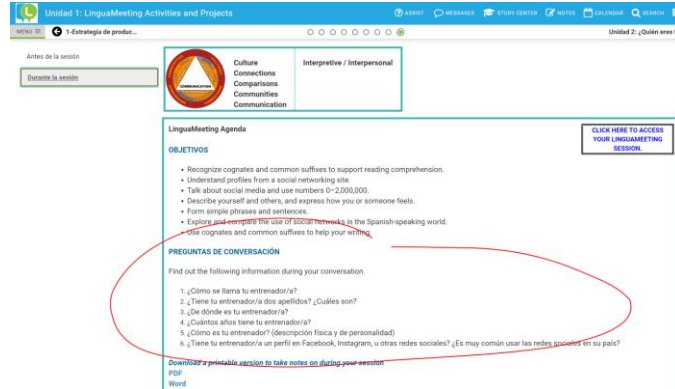 Unidad 1: LinguaMeeting Activities and Projects
ASSIST
MESSAGES
STUDY CENTER
NOTES
CALENDAR
SEARCH
MENU
1-Estrategia de produc...
Unidad 2: ¿Quién eres
Antes de la sesión
Durante la sesión
COMMUNICATION
Culture
Connections
Comparisons
Communities
Communication
Interpretive / Interpersonal
LinguaMeeting Agenda
CLICK HERE TO ACCESS
YOUR LINGUAMEETING
SESSION.
OBJETIVOS
• Recognize cognates and common suffixes to support reading comprehension.
• Understand profiles from a social networking site.
• Talk about social media and use numbers 0–2,000,000.
• Describe yourself and others, and express how you or someone feels.
• Form simple phrases and sentences.
• Explore and compare the use of social networks in the Spanish-speaking world.
• Use cognates and common suffixes to help your writing.
PREGUNTAS DE CONVERSACIÓN
Find out the following information during your conversation.
1. ¿Cómo se llama tu entrenador/a?
2. ¿Tiene tu entrenador/a dos apellidos? ¿Cuáles son?
3. ¿De dónde es tu entrenador/a?
4. ¿Cuántos años tiene tu entrenador/a?
5. ¿Cómo es tu entrenador? (descripción física y de personalidad)
6. ¿Tiene tu entrenador/a un perfil en Facebook, Instagram, u otras redes sociales? ¿Es muy común usar las redes sociales en su país?
Download a printable version to take notes on during your session
PDF
Word